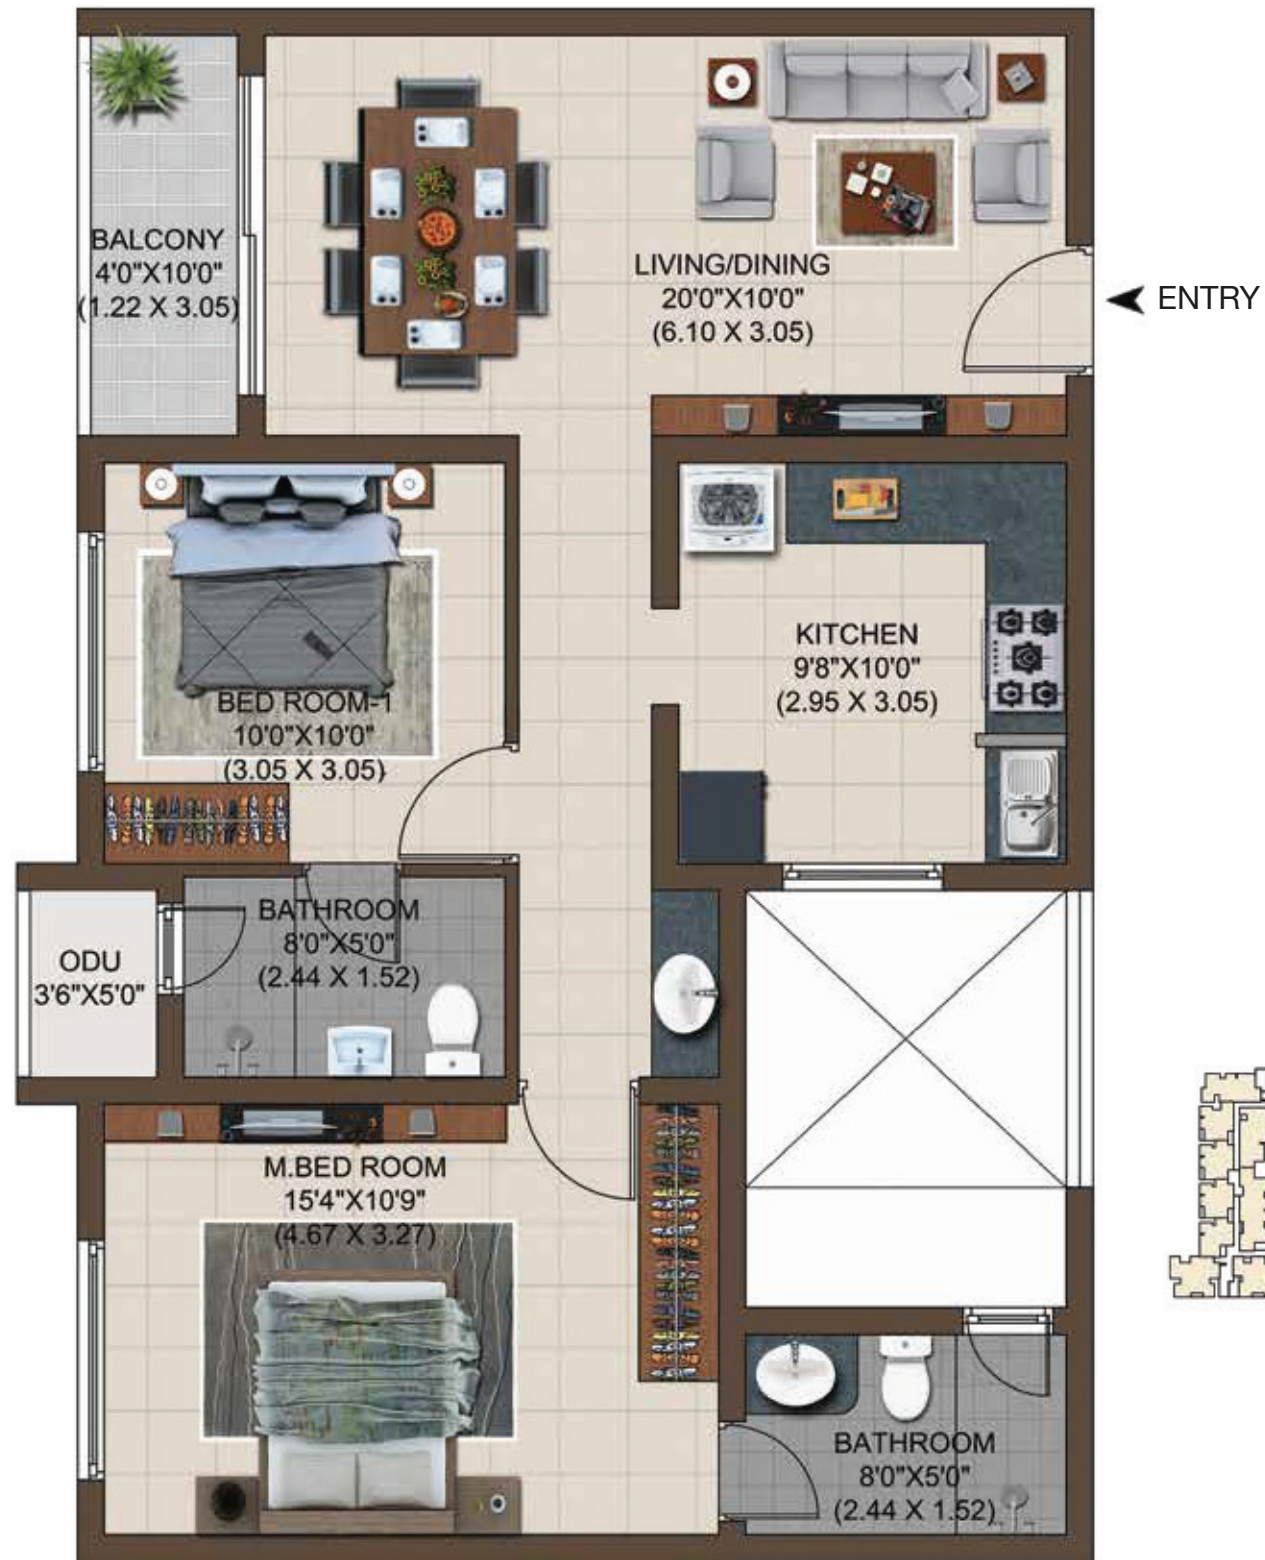 BALCONY
4'0"X10'0"
(1.22 X 3.05)
LIVING/DINING
20'0"X10'0"
(6.10 X 3.05)
ENTRY
BED ROOM-1
10'0"X10'0"
(3.05 X 3.05)
KITCHEN
9'8"X10'0"
(2.95 X 3.05)
ODU
3'6"X5'0"
BATHROOM
8'0"X5'0"
(2.44 X 1.52)
M.BED ROOM
15'4"X10'9"
(4.67 X 3.27)
BATHROOM
8'0"X5'0"
(2.44 X 1.52)